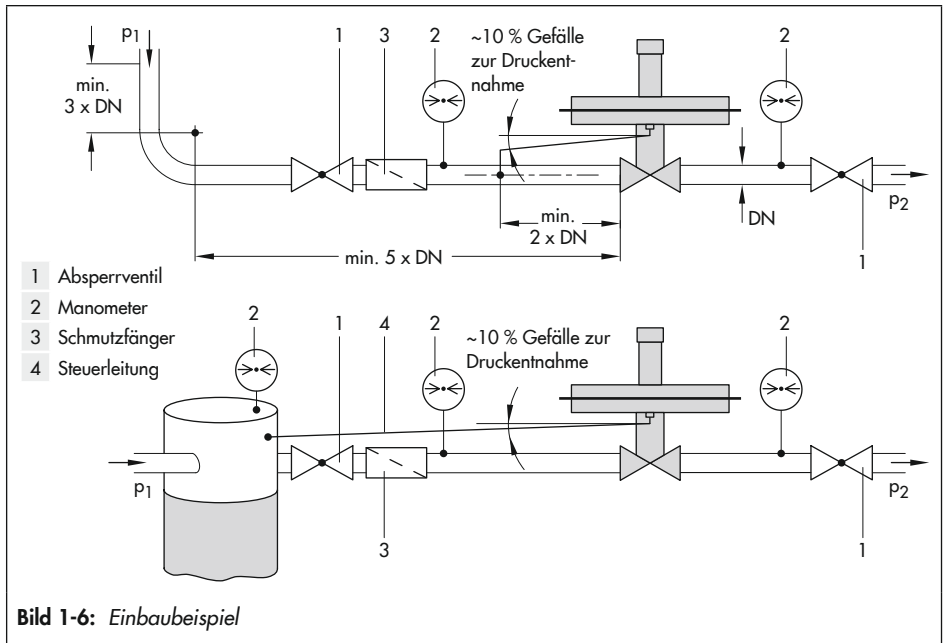 p1
1
3
2
~10 % Gefälle
zur Druckent-
nahme
2
min.
3 x DN
p2
min.
2 x DN
DN
min. 5 x DN
1
1 Absperrventil
2 Manometer
3 Schmutzfänger
4 Steuerleitung
2
1
4
2
~10 % Gefälle zur
Druckentnahme
2
p1
p2
3
1
Bild 1-6: Einbaubeispiel